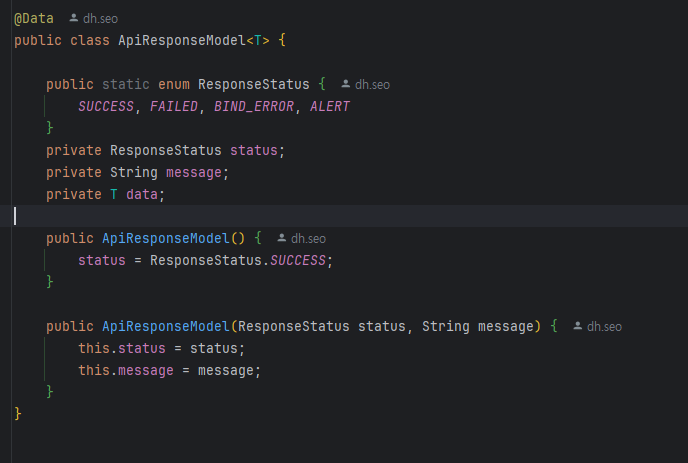 @Data dh.seo
public class ApiResponseModel<T> {
public static enum ResponseStatus { dh.seo
SUCCESS, FAILED, BIND_ERROR, ALERT
}
private ResponseStatus status;
private String message;
private T data;
public ApiResponseModel() { dh.seo
status = ResponseStatus.SUCCESS;
}
public ApiResponseModel(ResponseStatus status, String message) { dh.seo
this.status = status;
this.message = message;
}
}